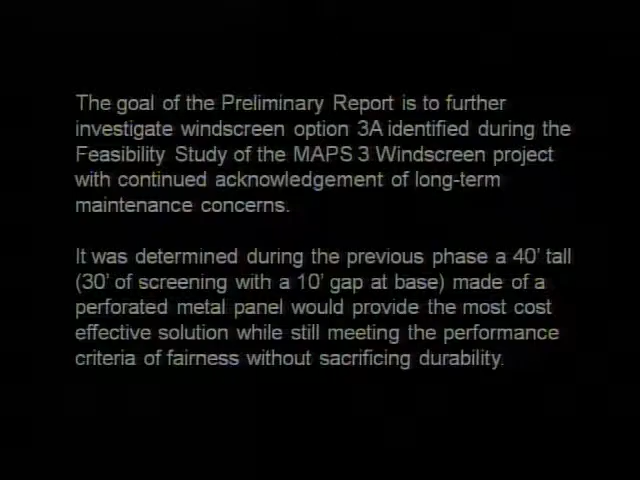 The goal of the Preliminary Report is to further
investigate windscreen option 3A identified during the
Feasibility Study of the MAPS 3 Windscreen project
with continued acknowledgement of long-term
maintenance concerns.
It was determined during the previous phase a 40’ tall
(30’ of screening with a 10’ gap at base) made of a
perforated metal panel would provide the most cost
effective solution while still meeting the performance
criteria of fairness without sacrificing durability.